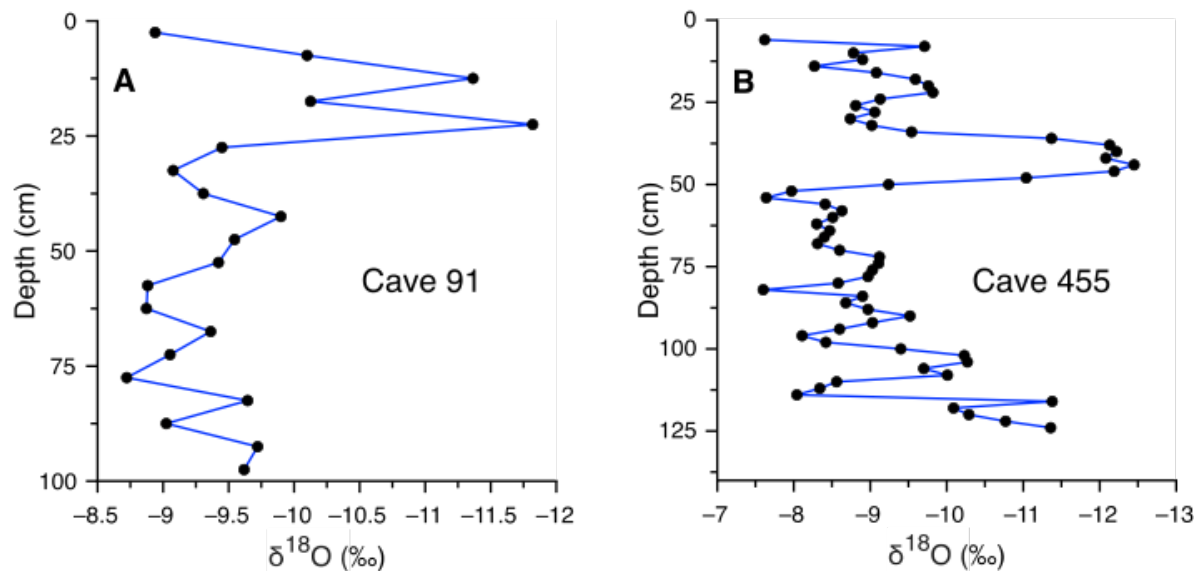 A
Cave 91
Depth (cm)
0
25
50
75
100
–8.5 –9 –9.5 –10 –10.5 –11 –11.5 –12
δ¹⁸O (‰)
B
Cave 455
Depth (cm)
0
25
50
75
100
125
–7 –8 –9 –10 –11 –12 –13
δ¹⁸O (‰)